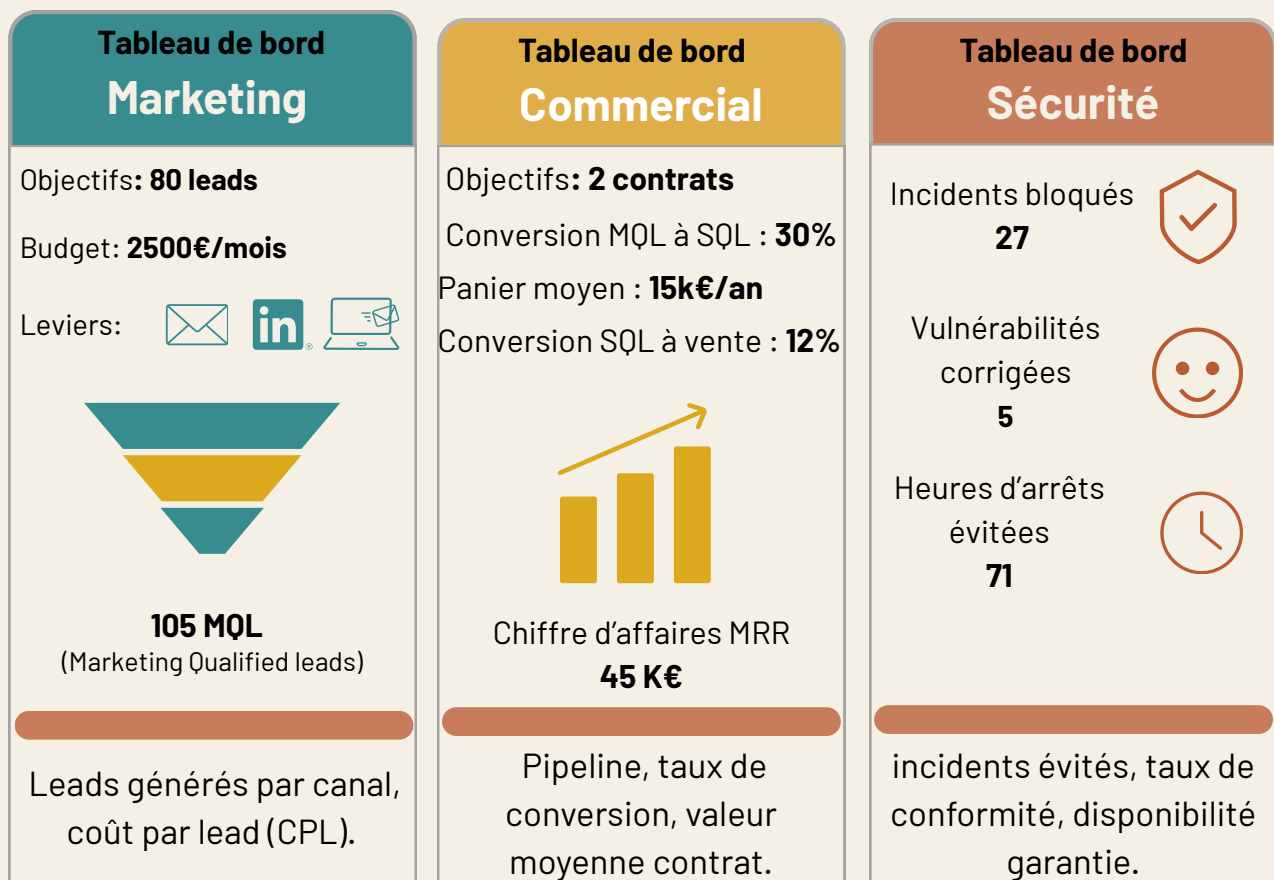 Tableau de bord
Marketing
Objectifs: 80 leads
Budget: 2500€/mois
Leviers:
in
105 MQL
(Marketing Qualified leads)
Leads générés par canal,
coût par lead (CPL).
Tableau de bord
Commercial
Objectifs: 2 contrats
Conversion MQL à SQL : 30%
Panier moyen : 15k€/an
Conversion SQL à vente : 12%
Chiffre d’affaires MRR
45 K€
Pipeline, taux de
conversion, valeur
moyenne contrat.
Tableau de bord
Sécurité
Incidents bloqués
27
Vulnérabilités
corrigées
5
Heures d’arrêts
évitées
71
incidents évités, taux de
conformité, disponibilité
garantie.